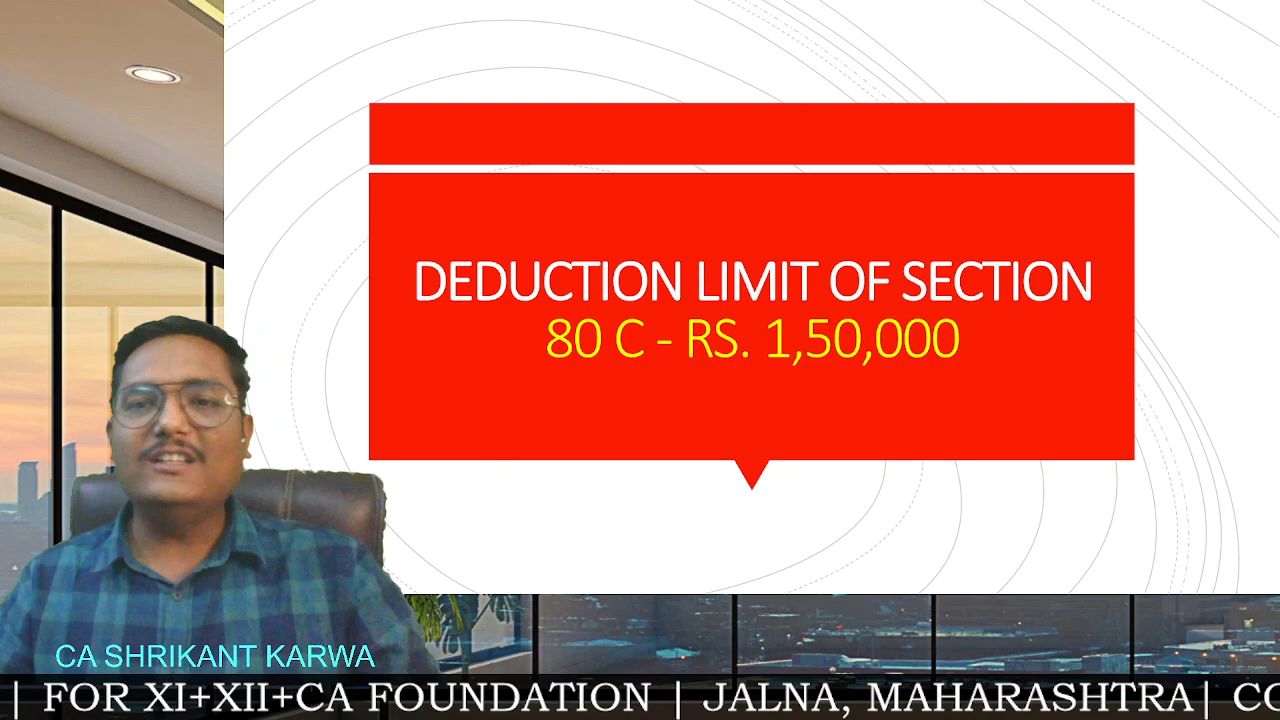 DEDUCTION LIMIT OF SECTION
80 C - RS. 1,50,000
CA SHRIKANT KARWA
| FOR XI+XII+CA FOUNDATION | JALNA, MAHARASHTRA|